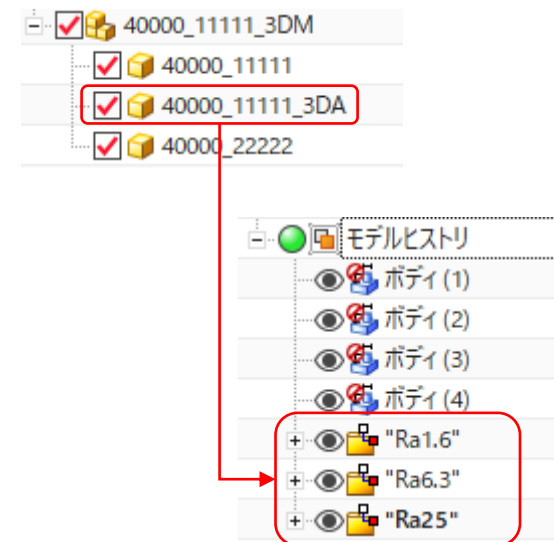 40000_11111_3DM
40000_11111
40000_11111_3DA
40000_22222
モデルヒストリ
ボディ (1)
ボディ (2)
ボディ (3)
ボディ (4)
"Ra1.6"
"Ra6.3"
"Ra25"